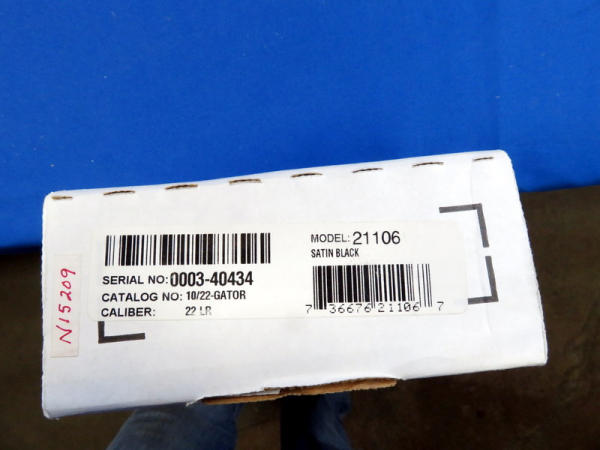 MODEL: 21106
SATIN BLACK
SERIAL NO: 0003-40434
CATALOG NO: 10/22-GATOR
CALIBER: 22 LR
7 36676 21106 7
N15209